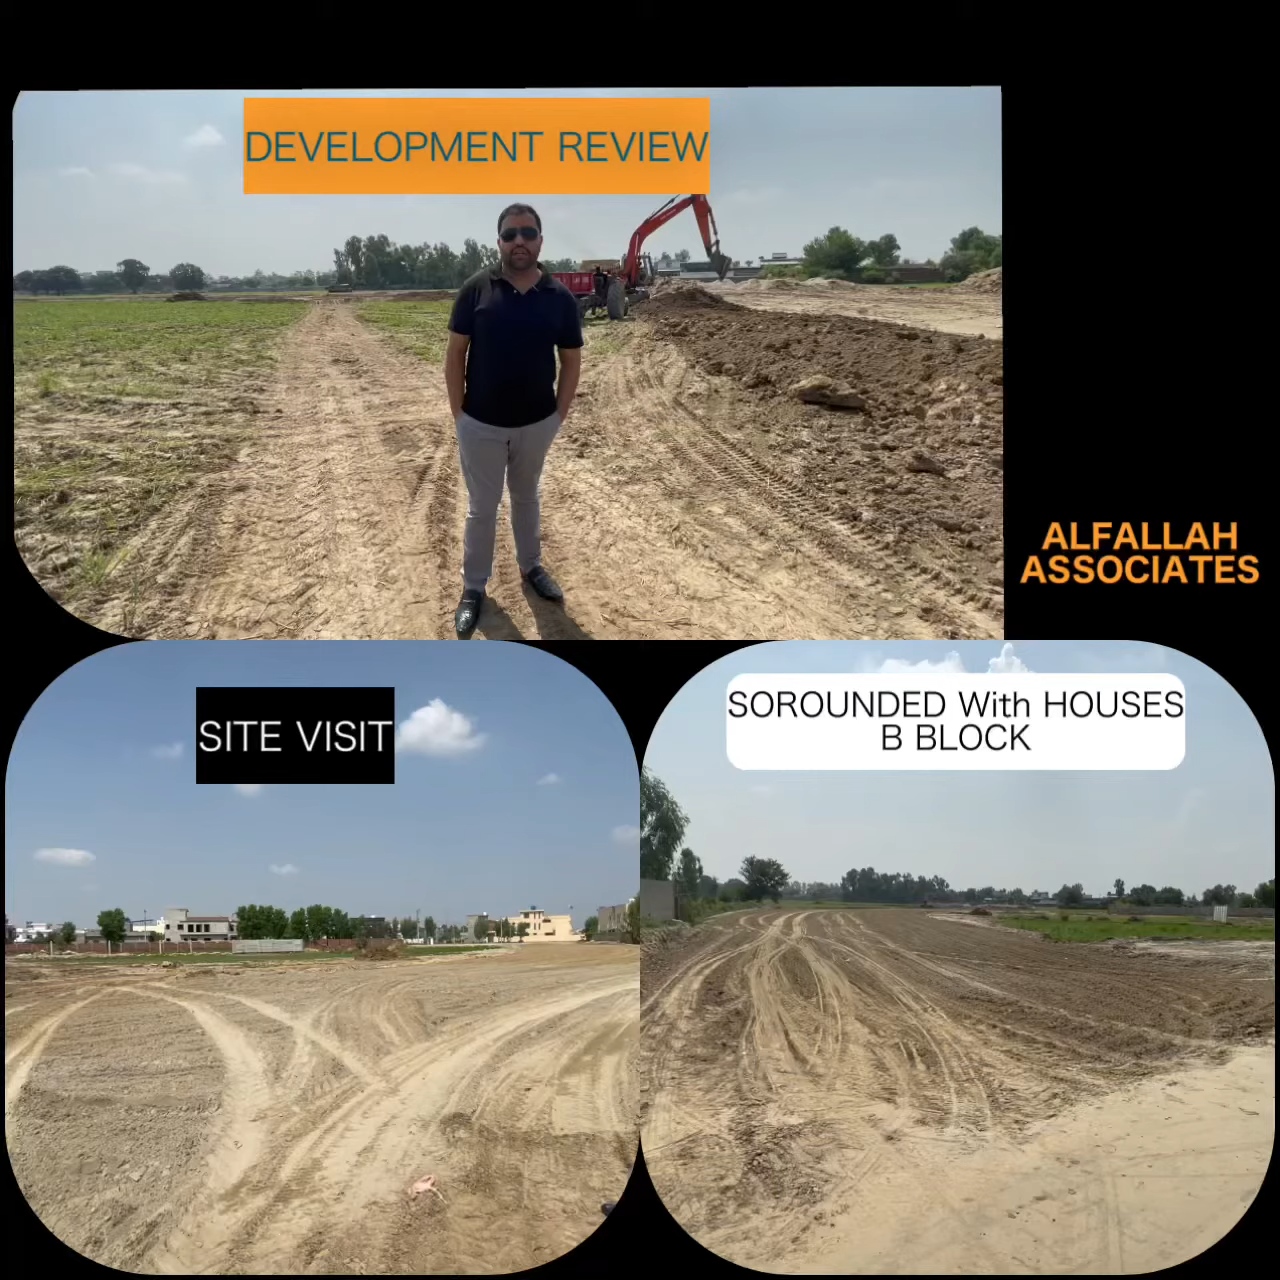 DEVELOPMENT REVIEW
ALFALLAH
ASSOCIATES
SITE VISIT
SOROUNDED With HOUSES
B BLOCK